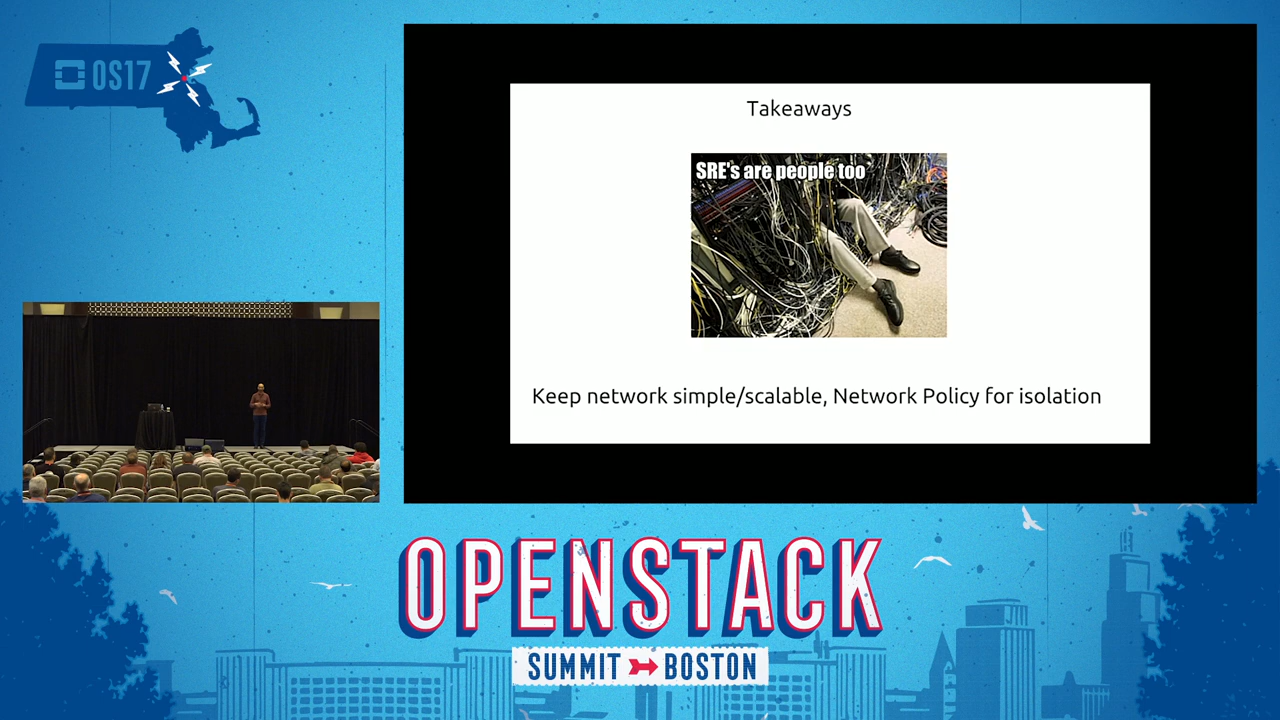 OS17
Takeaways
SRE's are people too
Keep network simple/scalable, Network Policy for isolation
OPENSTACK
SUMMIT BOSTON